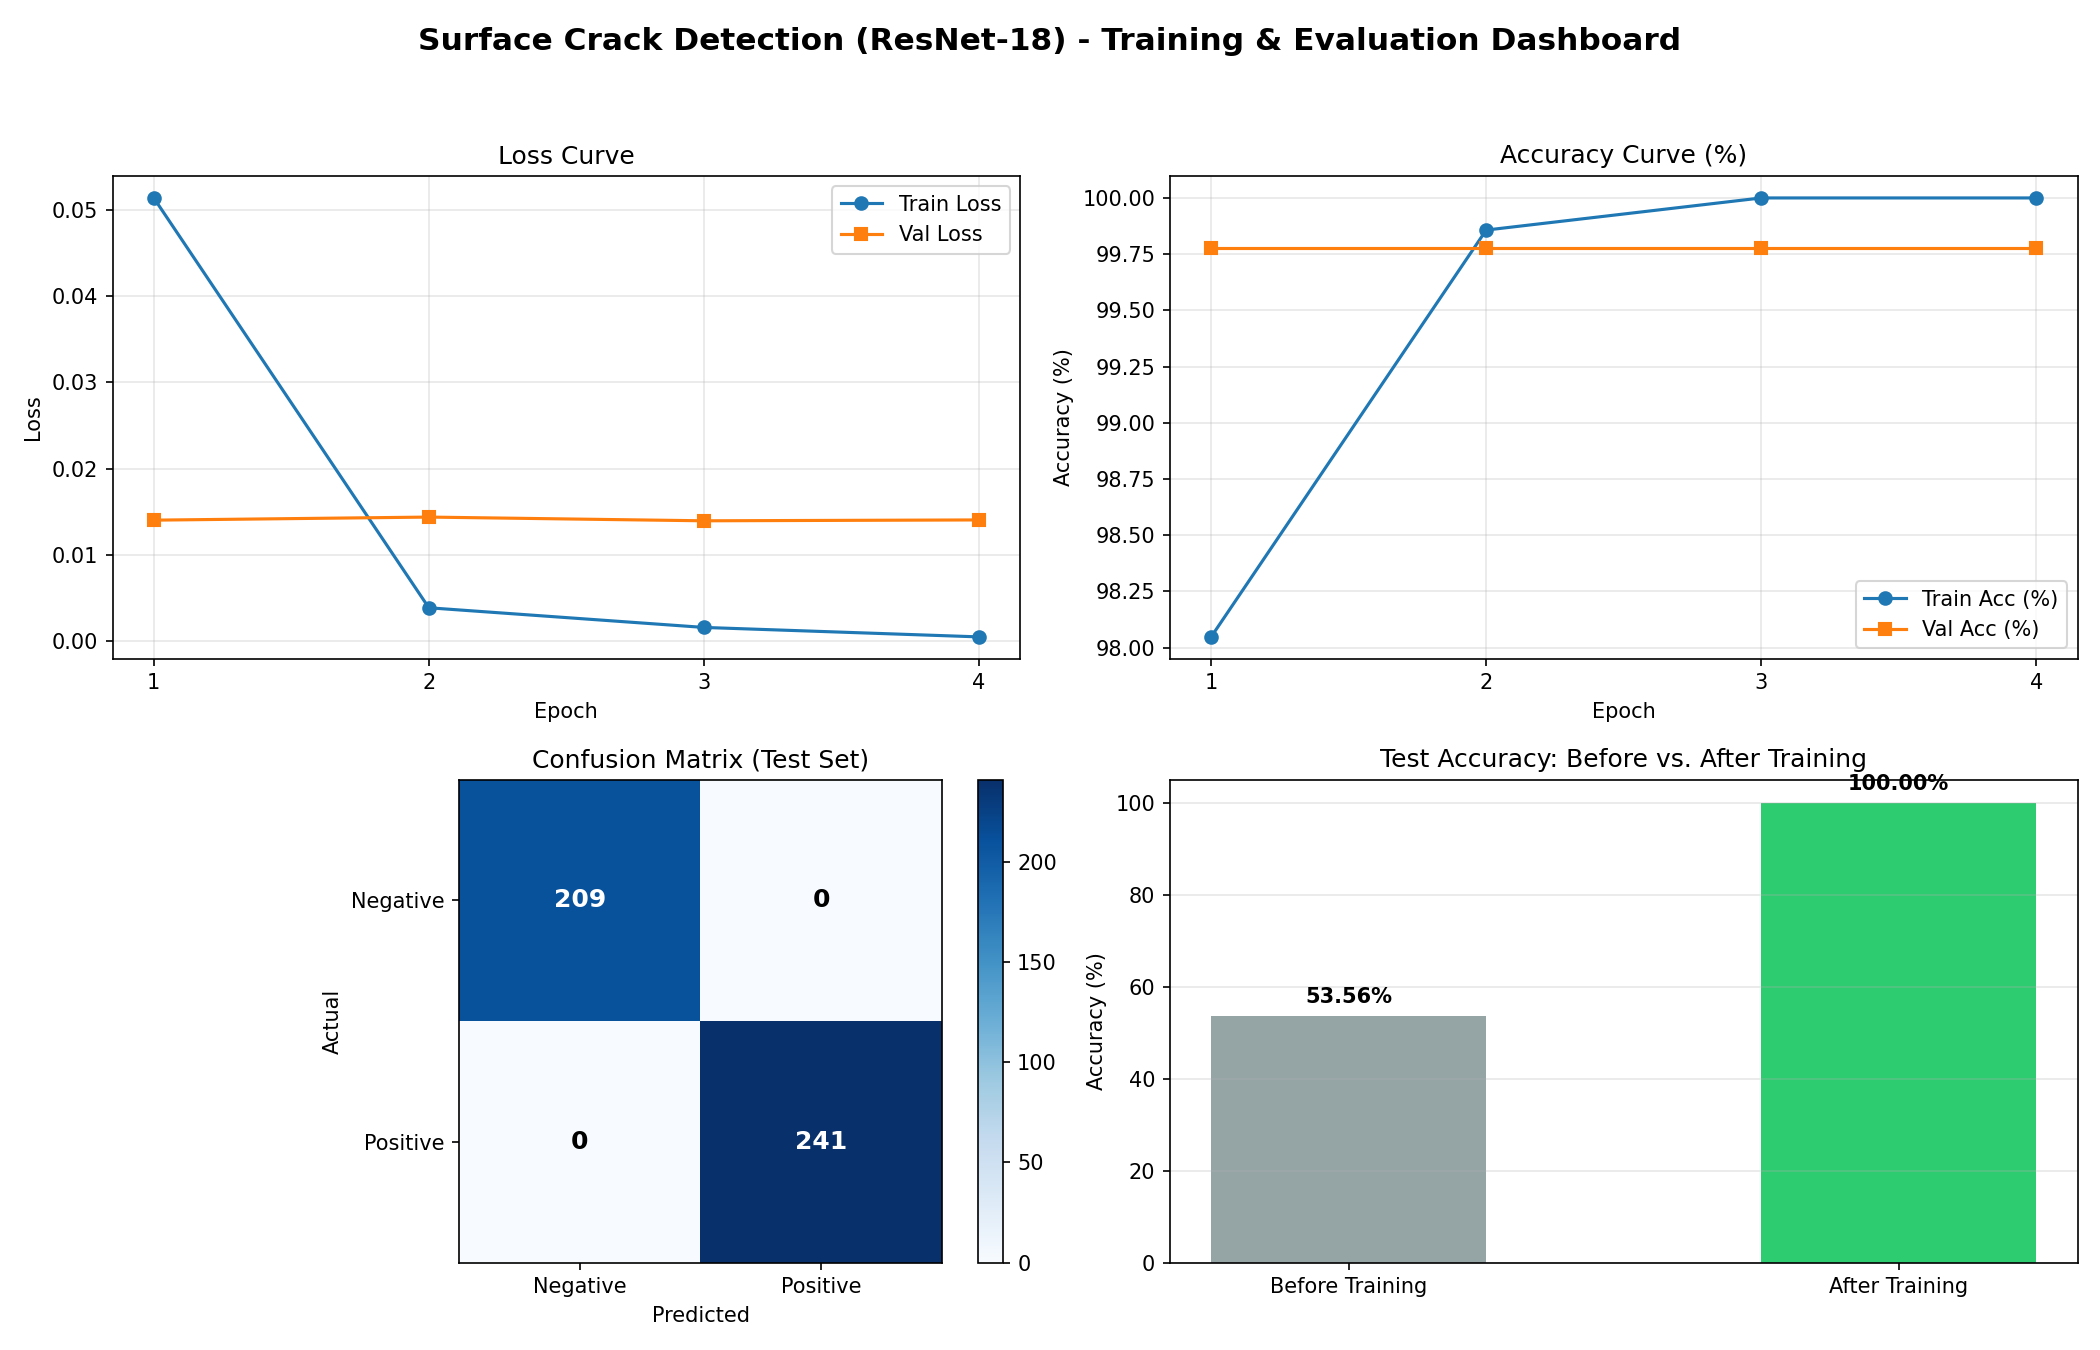 Surface Crack Detection (ResNet-18) - Training & Evaluation Dashboard
Loss Curve
Loss
0.05
0.04
0.03
0.02
0.01
0.00
Train Loss
Val Loss
1 2 3 4
Epoch
Accuracy Curve (%)
Accuracy (%)
100.00
99.75
99.50
99.25
99.00
98.75
98.50
98.25
98.00
Train Acc (%)
Val Acc (%)
1 2 3 4
Epoch
Confusion Matrix (Test Set)
Actual
Negative
209 0
Positive
0 241
Negative Positive
Predicted
200
150
100
50
0
Test Accuracy: Before vs. After Training
Accuracy (%)
100
80
60
40
20
0
53.56%
100.00%
Before Training After Training